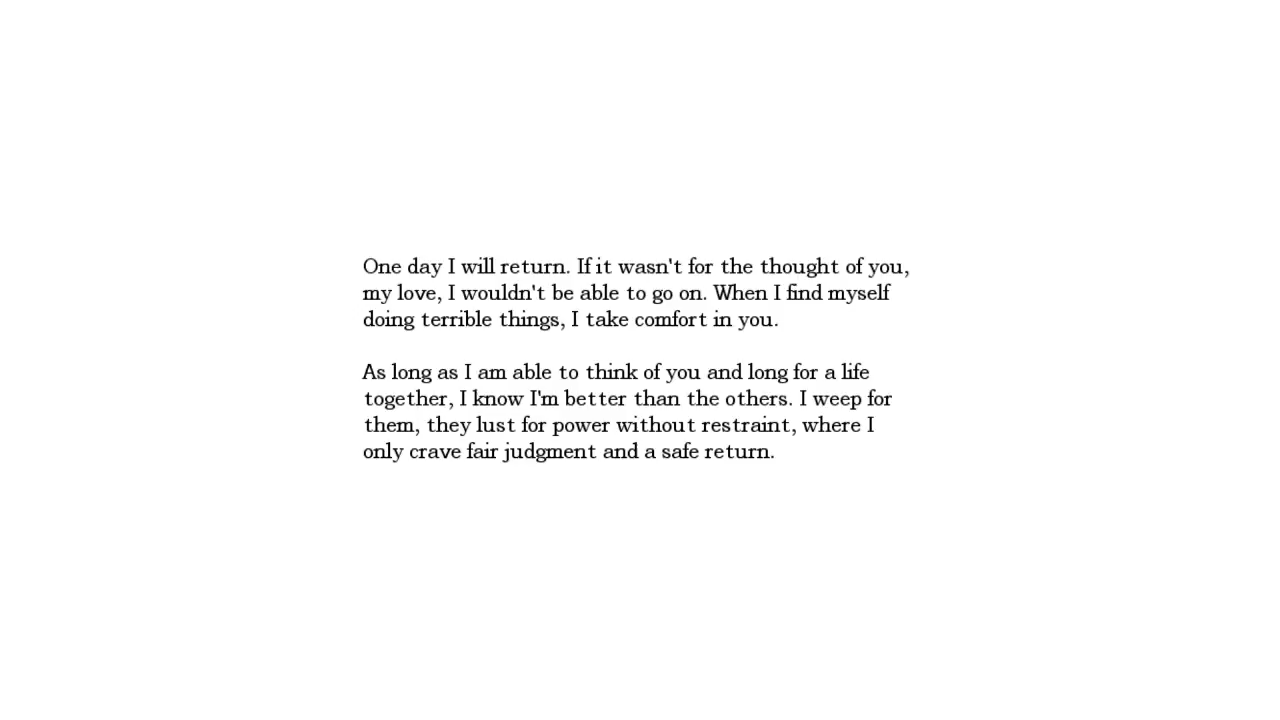 One day I will return. If it wasn't for the thought of you,
my love, I wouldn't be able to go on. When I find myself
doing terrible things, I take comfort in you.
As long as I am able to think of you and long for a life
together, I know I'm better than the others. I weep for
them, they lust for power without restraint, where I
only crave fair judgment and a safe return.